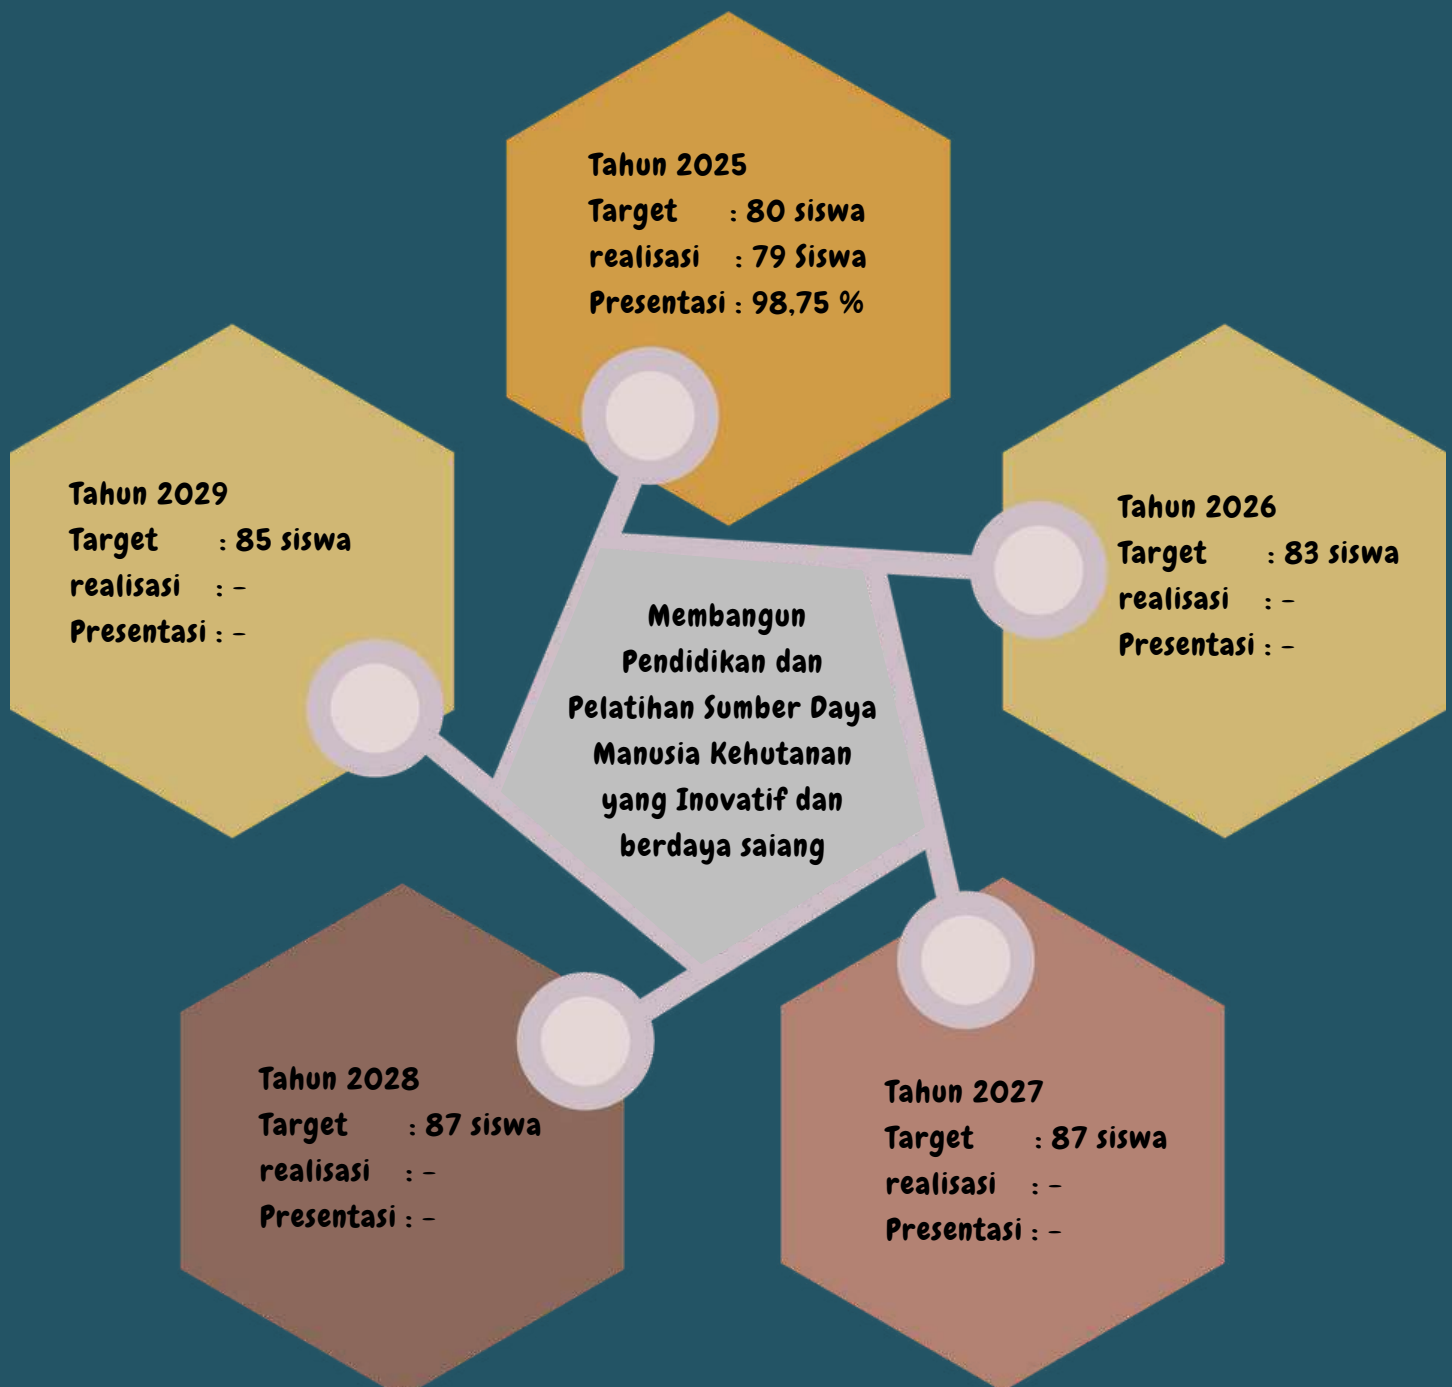 Tahun 2025
Target : 80 siswa
realisasi : 79 Siswa
Presentasi : 98,75 %
Tahun 2029
Target : 85 siswa
realisasi : -
Presentasi : -
Tahun 2026
Target : 83 siswa
realisasi : -
Presentasi : -
Membangun
Pendidikan dan
Pelatihan Sumber Daya
Manusia Kehutanan
yang Inovatif dan
berdaya saiang
Tahun 2028
Target : 87 siswa
realisasi : -
Presentasi : -
Tahun 2027
Target : 87 siswa
realisasi : -
Presentasi : -